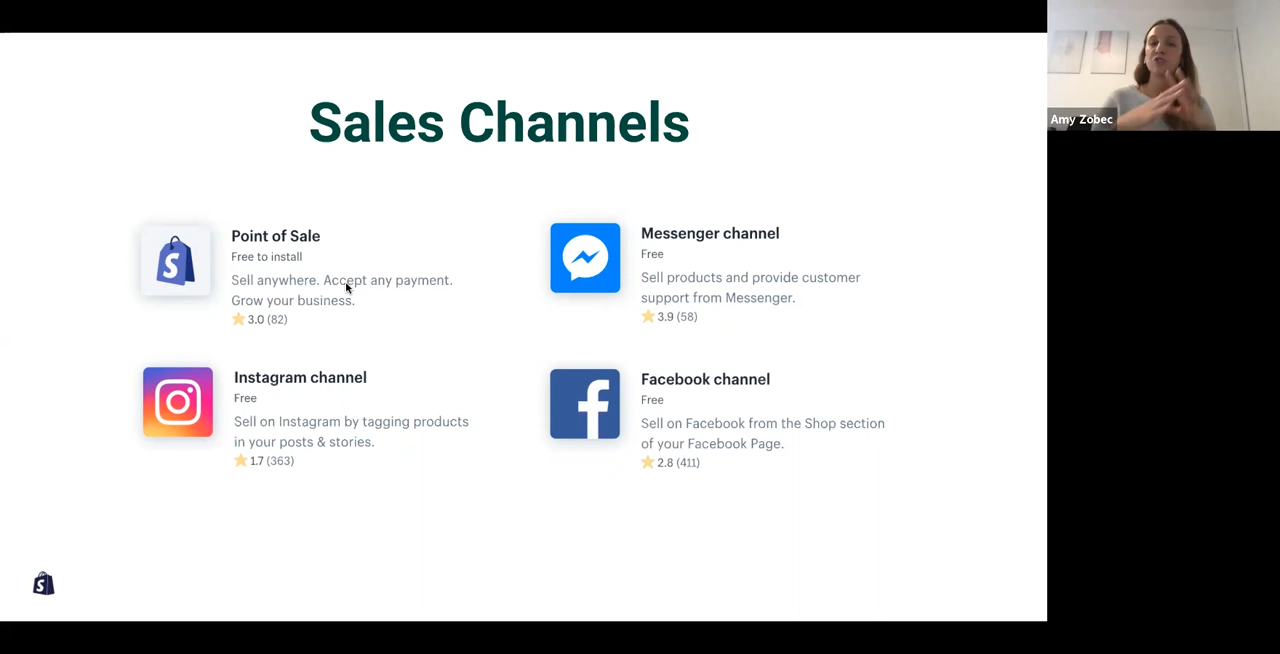 Sales Channels
Point of Sale
Free to install
Sell anywhere. Accept any payment.
Grow your business.
3.0 (82)
Messenger channel
Free
Sell products and provide customer
support from Messenger.
3.9 (58)
Instagram channel
Free
Sell on Instagram by tagging products
in your posts & stories.
1.7 (363)
Facebook channel
Free
Sell on Facebook from the Shop section
of your Facebook Page.
2.8 (411)
Amy Zobec